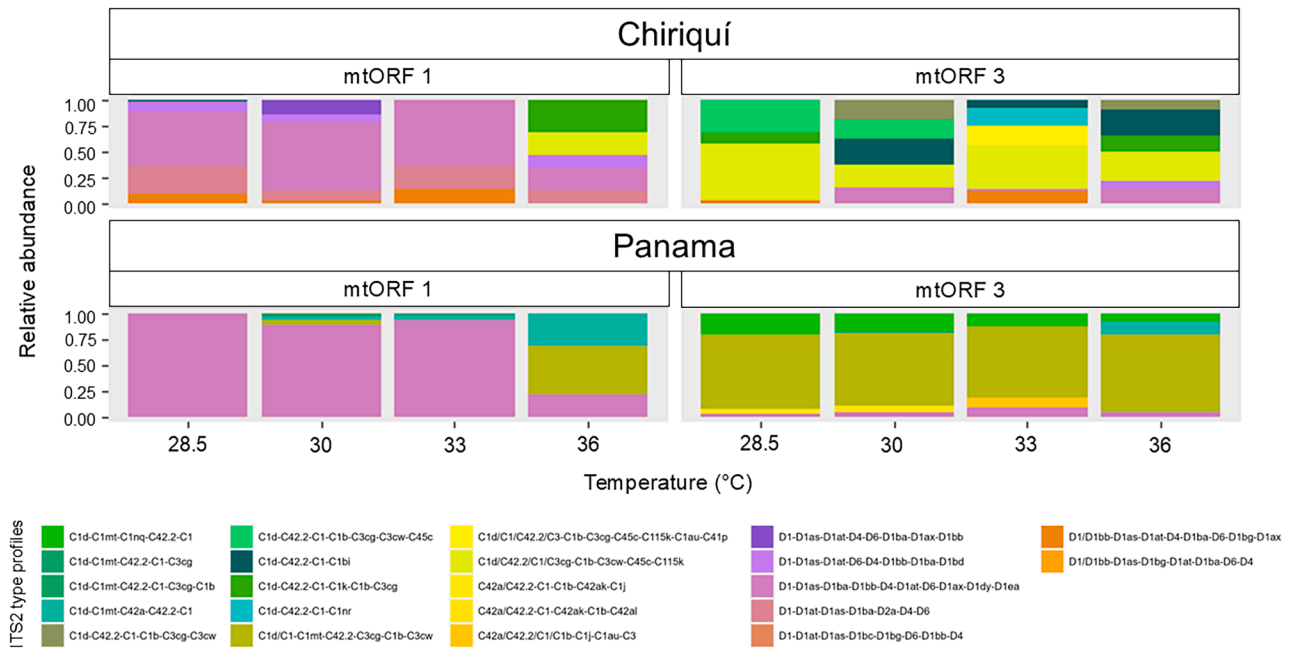 Chiriquí
mtORF 1
mtORF 3
1.00
0.75
0.50
0.25
0.00
Panama
mtORF 1
mtORF 3
1.00
0.75
0.50
0.25
0.00
Relative abundance
28.5
30
33
36
28.5
30
33
36
Temperature (°C)
ITS2 type profiles
C1d-C1mt-C1nq-C42.2-C1
C1d-C1mt-C42.2-C1-C3cg
C1d-C1mt-C42.2-C1-C3cg-C1b
C1d-C1mt-C42a-C42.2-C1
C1d-C42.2-C1-C1b-C3cg-C3cw
C1d-C42.2-C1-C1b-C3cg-C3cw-C45c
C1d-C42.2-C1-C1bi
C1d-C42.2-C1-C1k-C1b-C3cg
C1d-C42.2-C1-C1nr
C1d/C1-C1mt-C42.2-C3cg-C1b-C3cw
C1d/C1/C42.2/C3-C1b-C3cg-C45c-C115k-C1au-C41p
C1d/C42.2/C1/C3cg-C1b-C3cw-C45c-C115k
C42a/C42.2-C1-C1b-C42ak-C1j
C42a/C42.2-C1-C42ak-C1b-C42al
C42a/C42.2/C1/C1b-C1j-C1au-C3
D1-D1as-D1at-D4-D6-D1ba-D1ax-D1bb
D1-D1as-D1at-D6-D4-D1bb-D1ba-D1bd
D1-D1as-D1ba-D1bb-D4-D1at-D6-D1ax-D1dy-D1ea
D1-D1at-D1as-D1ba-D2a-D4-D6
D1-D1at-D1as-D1bc-D1bg-D6-D1bb-D4
D1/D1bb-D1as-D1at-D4-D1ba-D6-D1bg-D1ax
D1/D1bb-D1as-D1bg-D1at-D1ba-D6-D4